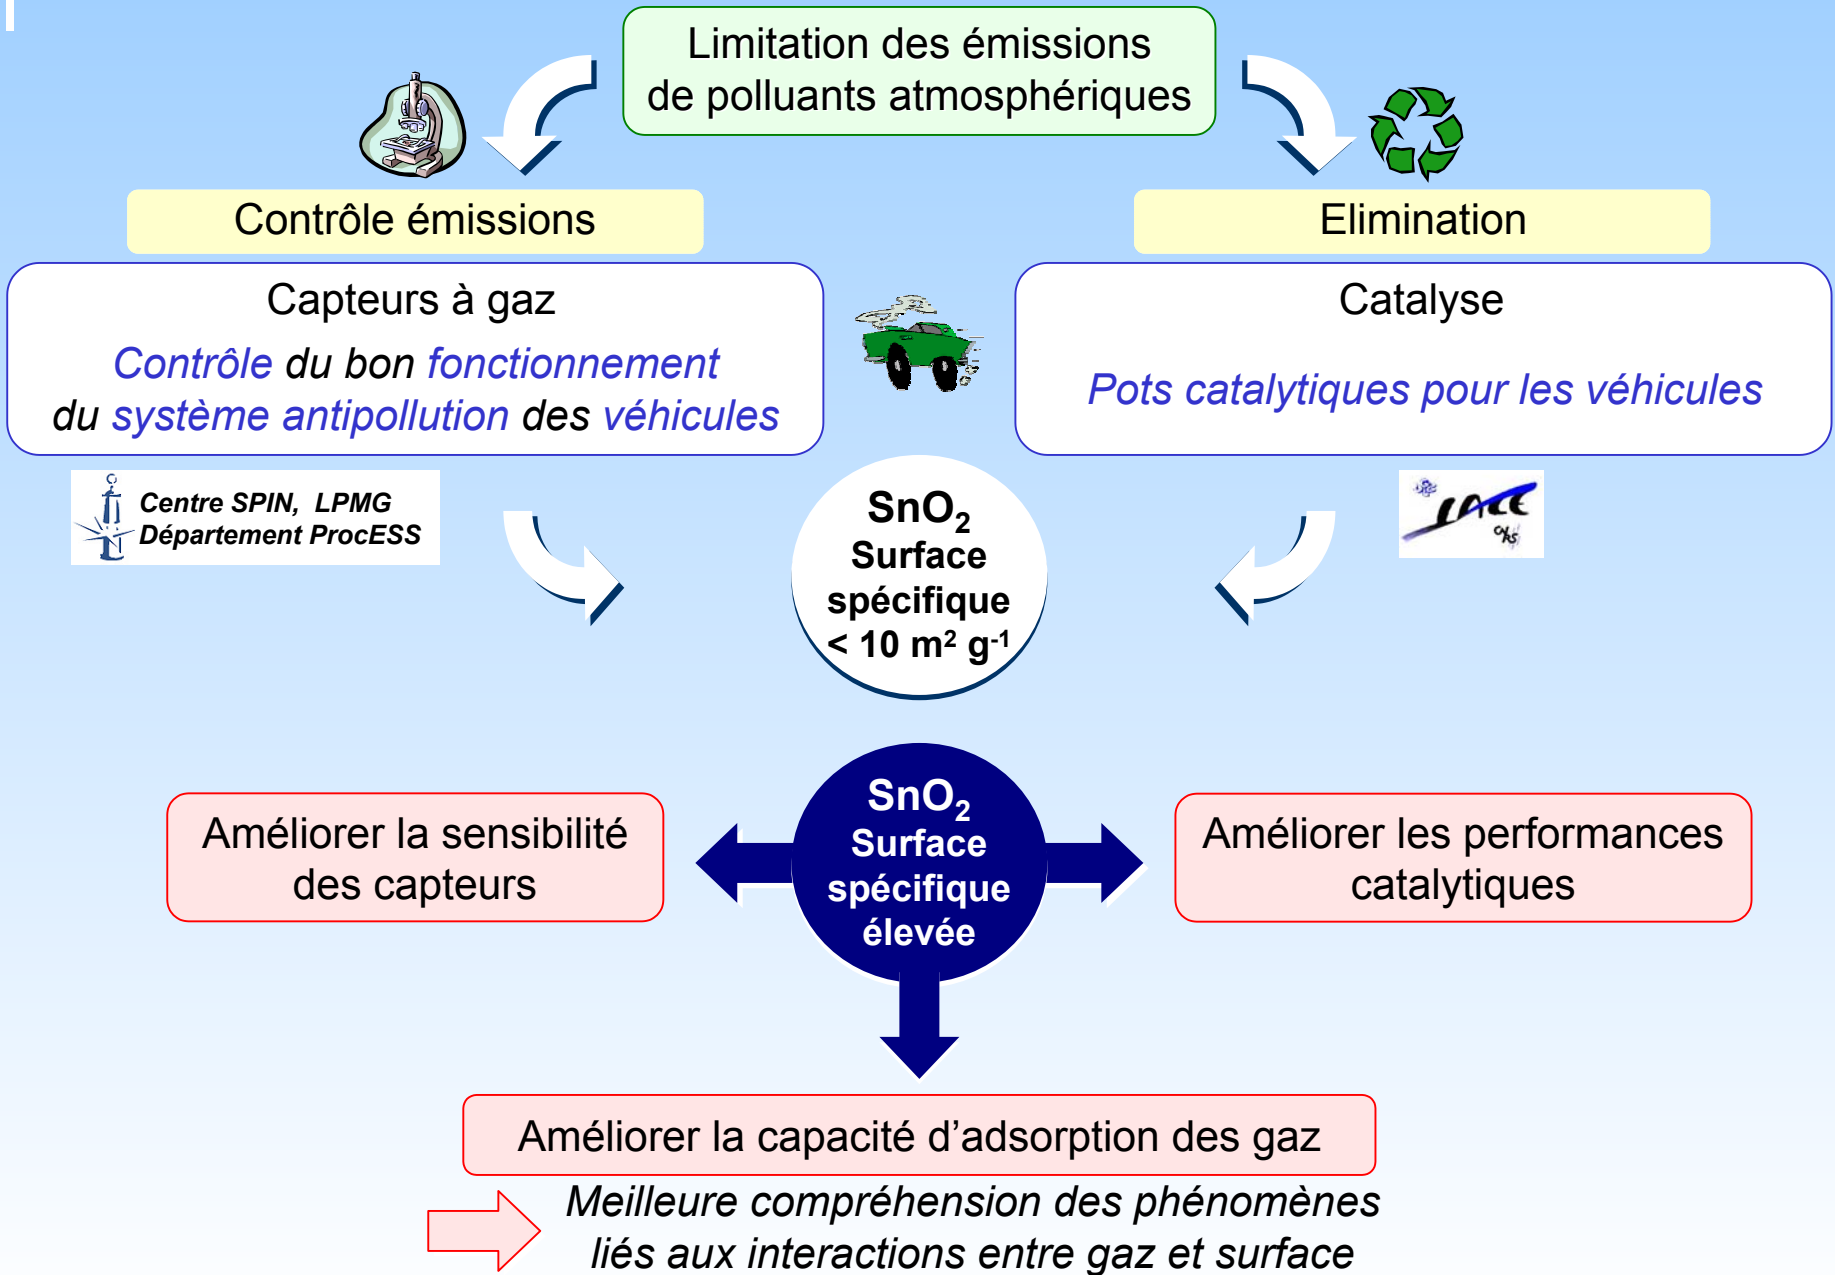 Limitation des émissions
de polluants atmosphériques
Contrôle émissions
Elimination
Capteurs à gaz
Contrôle du bon fonctionnement
du système antipollution des véhicules
Catalyse
Pots catalytiques pour les véhicules
Centre SPIN, LPMG
Département ProcESS
LACE
CNRS
SnO₂
Surface
spécifique
< 10 m² g⁻¹
SnO₂
Surface
spécifique
élevée
Améliorer la sensibilité
des capteurs
Améliorer les performances
catalytiques
Améliorer la capacité d’adsorption des gaz
Meilleure compréhension des phénomènes
liés aux interactions entre gaz et surface